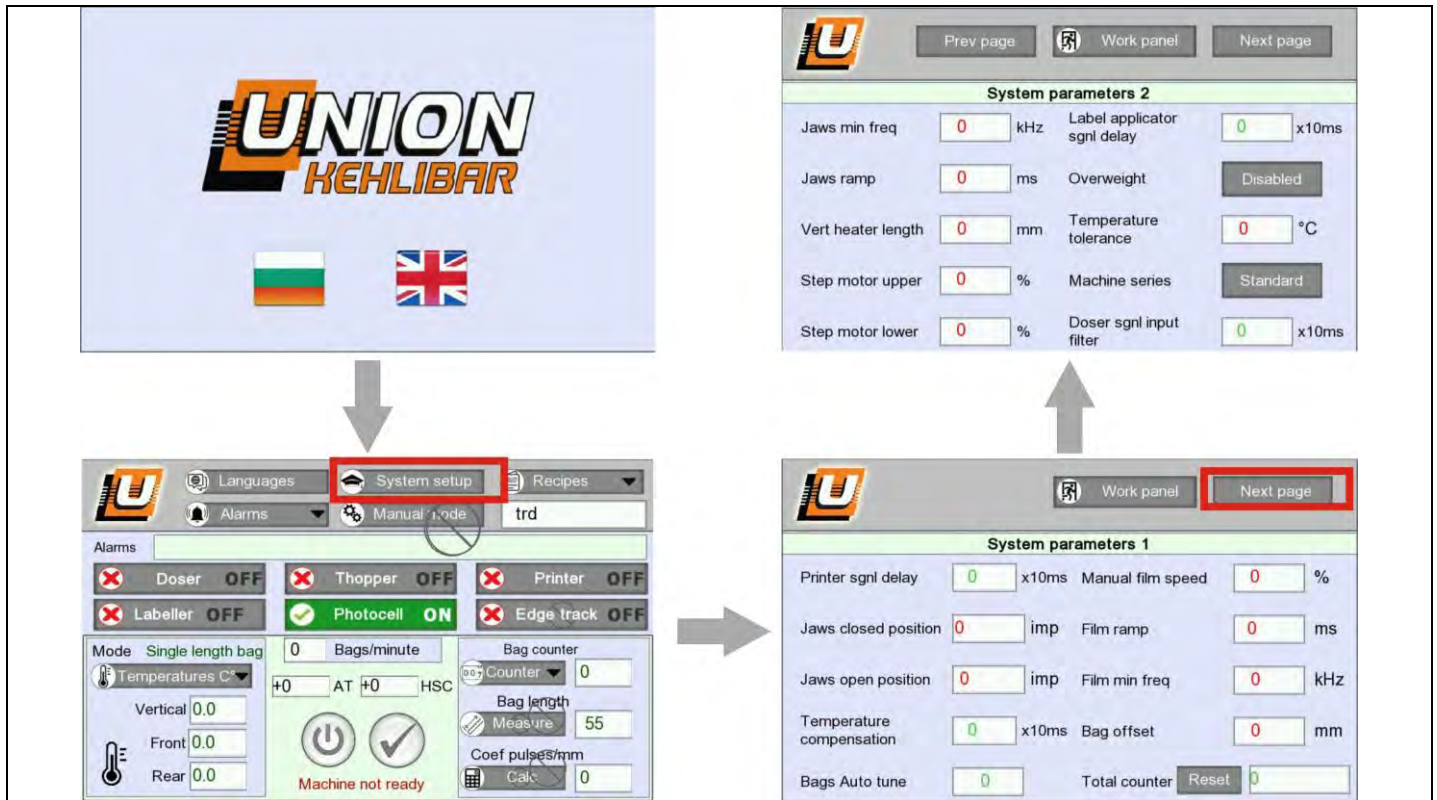 UNION
KEHLIBAR
Languages
System setup
Recipes
Alarms
Manual mode
trd
Alarms
Doser OFF
Thopper OFF
Printer OFF
Labeller OFF
Photocell ON
Edge track OFF
Mode Single length bag
0 Bags/minute
Bag counter
Temperatures C°
+0 AT +0 HSC
007 Counter 0
Bag length
Vertical 0.0
Measure 55
Front 0.0
Coef pulses/mm
Rear 0.0
Machine not ready
Calc 0
U
Work panel
Next page
System parameters 1
Printer sgnl delay 0 x10ms Manual film speed 0 %
Jaws closed position 0 imp Film ramp 0 ms
Jaws open position 0 imp Film min freq 0 kHz
Temperature
compensation 0 x10ms Bag offset 0 mm
Bags Auto tune 0 Total counter Reset 0
U
Prev page
Work panel
Next page
System parameters 2
Jaws min freq 0 kHz Label applicator
sgnl delay 0 x10ms
Jaws ramp 0 ms Overweight Disabled
Vert heater length 0 mm Temperature
tolerance 0 °C
Step motor upper 0 % Machine series Standard
Step motor lower 0 % Doser sgnl input
filter 0 x10ms